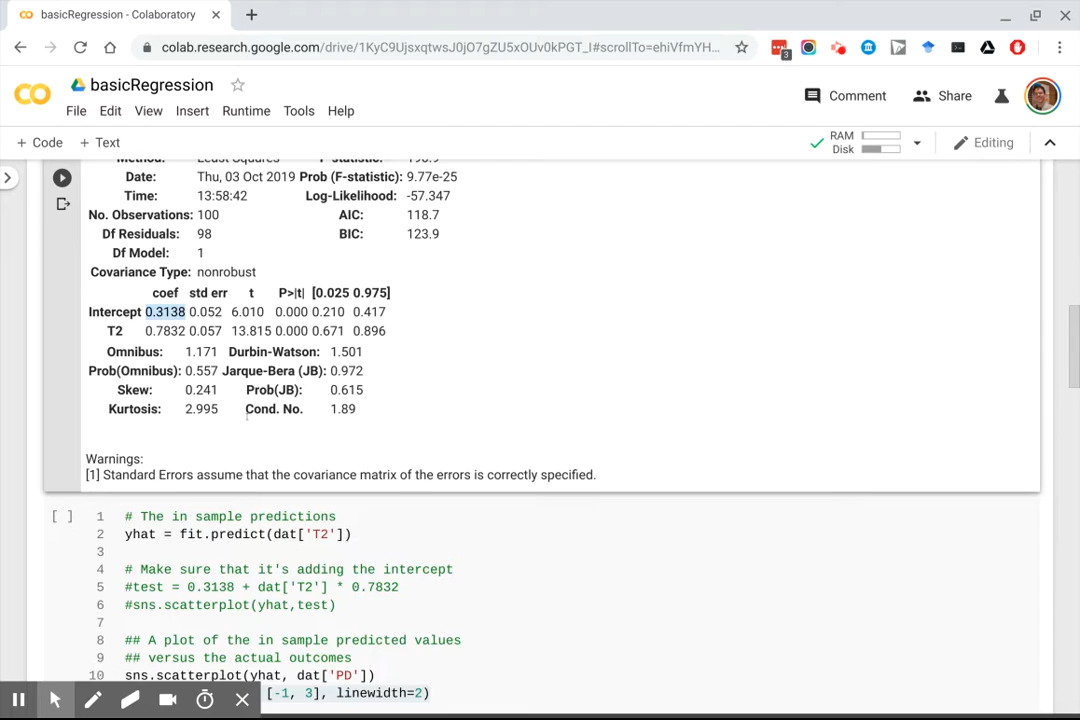 basicRegression - Colaboratory
colab.research.google.com/drive/1KyC9UjsxqtwsJ0jO7gZU5xOUv0kPGT_I#scrollTo=ehiVfmYH...
3
CO basicRegression
File Edit View Insert Runtime Tools Help
Comment Share
+ Code + Text
RAM
Disk
Editing
Method: Least Squares F-statistic: 190.9
Date: Thu, 03 Oct 2019 Prob (F-statistic): 9.77e-25
Time: 13:58:42 Log-Likelihood: -57.347
No. Observations: 100 AIC: 118.7
Df Residuals: 98 BIC: 123.9
Df Model: 1
Covariance Type: nonrobust
coef std err t P>|t| [0.025 0.975]
Intercept 0.3138 0.052 6.010 0.000 0.210 0.417
T2 0.7832 0.057 13.815 0.000 0.671 0.896
Omnibus: 1.171 Durbin-Watson: 1.501
Prob(Omnibus): 0.557 Jarque-Bera (JB): 0.972
Skew: 0.241 Prob(JB): 0.615
Kurtosis: 2.995 Cond. No. 1.89
Warnings:
[1] Standard Errors assume that the covariance matrix of the errors is correctly specified.
[ ] 1 # The in sample predictions
2 yhat = fit.predict(dat['T2'])
3
4 # Make sure that it's adding the intercept
5 #test = 0.3138 + dat['T2'] * 0.7832
6 #sns.scatterplot(yhat,test)
7
8 ## A plot of the in sample predicted values
9 ## versus the actual outcomes
10 sns.scatterplot(yhat, dat['PD'])
[-1, 3], linewidth=2)